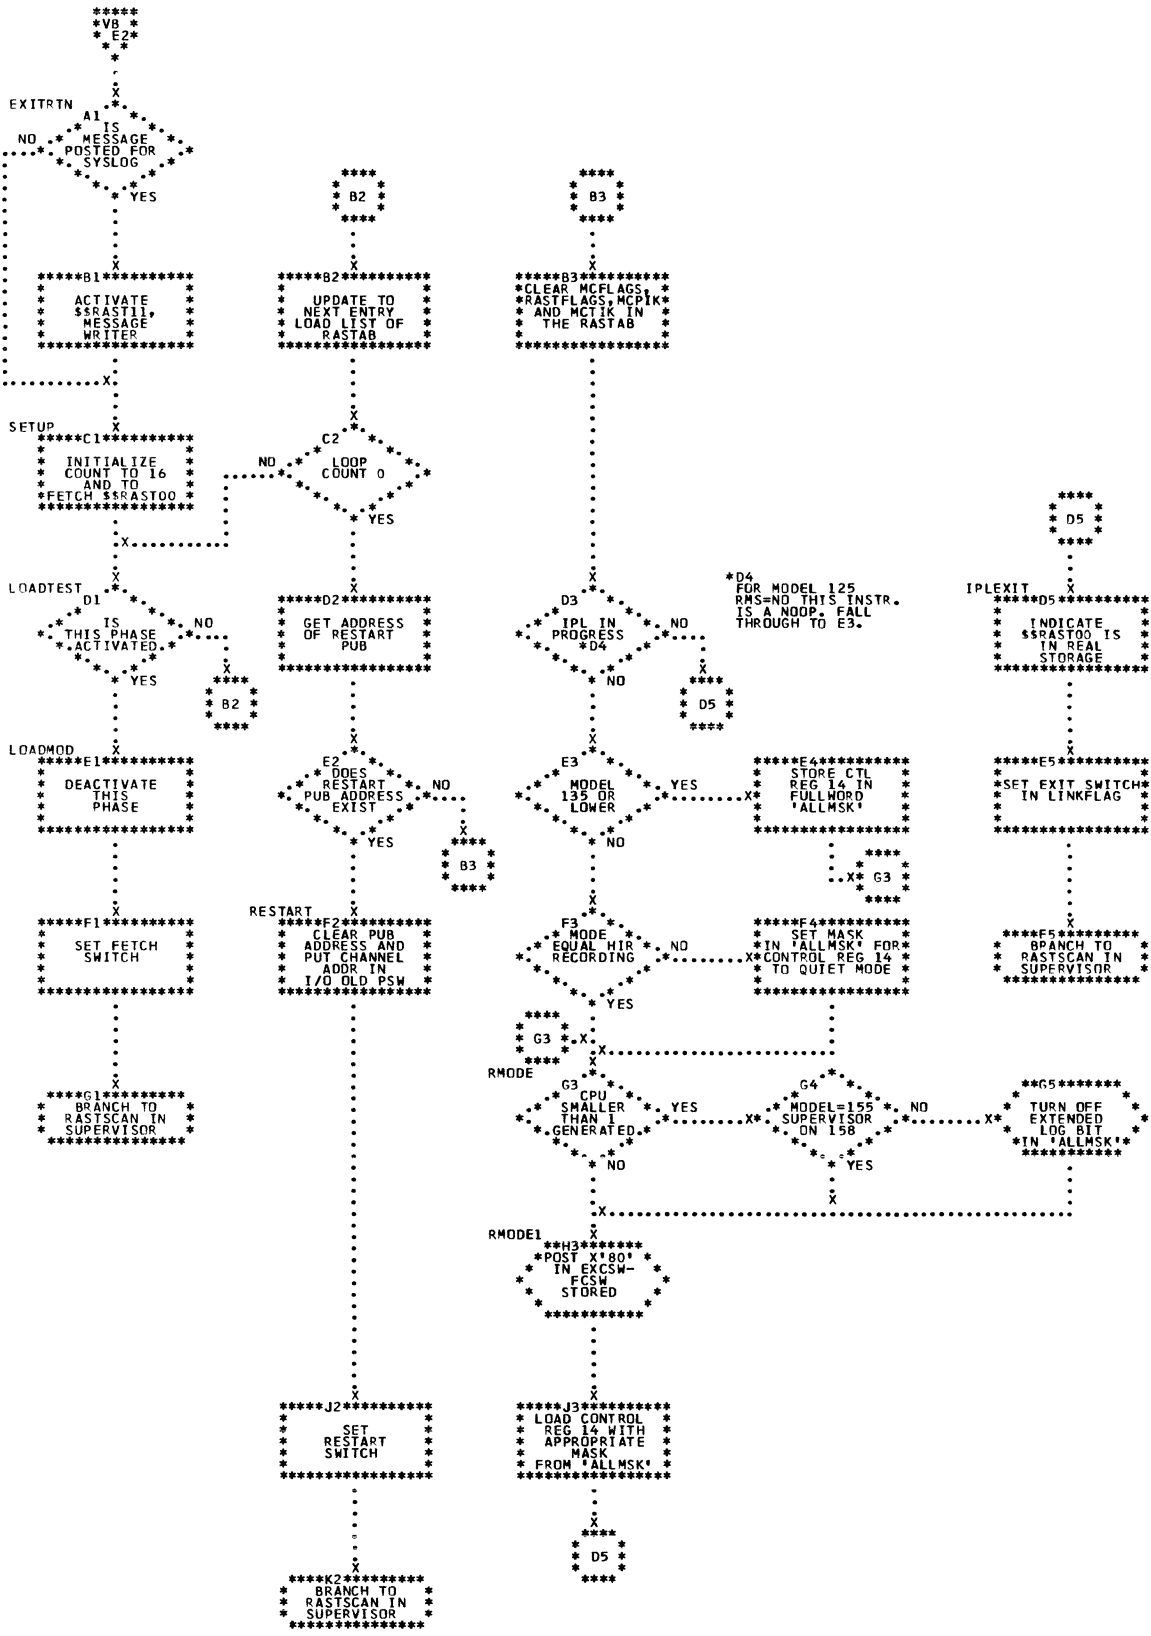 VB
E2
EXITRTN
A1
IS
MESSAGE
POSTED FOR
SYSLOG
NO
YES
B1
ACTIVATE
$$RAST11,
MESSAGE
WRITER
SETUP
C1
INITIALIZE
COUNT TO 16
AND TO
FETCH $$RAST00
LOADTEST
D1
IS
THIS PHASE
ACTIVATED
NO
YES
B2
LOADMOD
E1
DEACTIVATE
THIS
PHASE
F1
SET FETCH
SWITCH
G1
BRANCH TO
RASTSCAN IN
SUPERVISOR
B2
B2
UPDATE TO
NEXT ENTRY
LOAD LIST OF
RASTAB
C2
LOOP
COUNT 0
NO
YES
D2
GET ADDRESS
OF RESTART
PUB
E2
DOES
RESTART
PUB ADDRESS
EXIST
NO
YES
B3
RESTART
F2
CLEAR PUB
ADDRESS AND
PUT CHANNEL
ADDR IN
I/O OLD PSW
J2
SET
RESTART
SWITCH
K2
BRANCH TO
RASTSCAN IN
SUPERVISOR
B3
B3
CLEAR MCFLAGS,
RASTFLAGS,MCPIK
AND MCTIK IN
THE RASTAB
D3
IPL IN
PROGRESS
*D4
NO
NO
D5
*D4
FOR MODEL 125
RMS=NO THIS INSTR.
IS A NOOP. FALL
THROUGH TO E3.
E3
MODEL
135 OR
LOWER
YES
NO
E4
STORE CTL
REG 14 IN
FULLWORD
'ALLMSK'
G3
F3
MODE
EQUAL HIR
RECORDING
NO
YES
F4
SET MASK
IN 'ALLMSK' FOR
CONTROL REG 14
TO QUIET MODE
G3
RMODE
G3
CPU
SMALLER
THAN 1
GENERATED
YES
NO
G4
MODEL=155
SUPERVISOR
ON 158
NO
YES
G5
TURN OFF
EXTENDED
LOG BIT
IN 'ALLMSK'
RMODE1
H3
POST X'80'
IN EXCSW-
FCSW
STORED
J3
LOAD CONTROL
REG 14 WITH
APPROPRIATE
MASK
FROM 'ALLMSK'
D5
D5
IPLEXIT
D5
INDICATE
$$RAST00 IS
IN REAL
STORAGE
E5
SET EXIT SWITCH
IN LINKFLAG
F5
BRANCH TO
RASTSCAN IN
SUPERVISOR